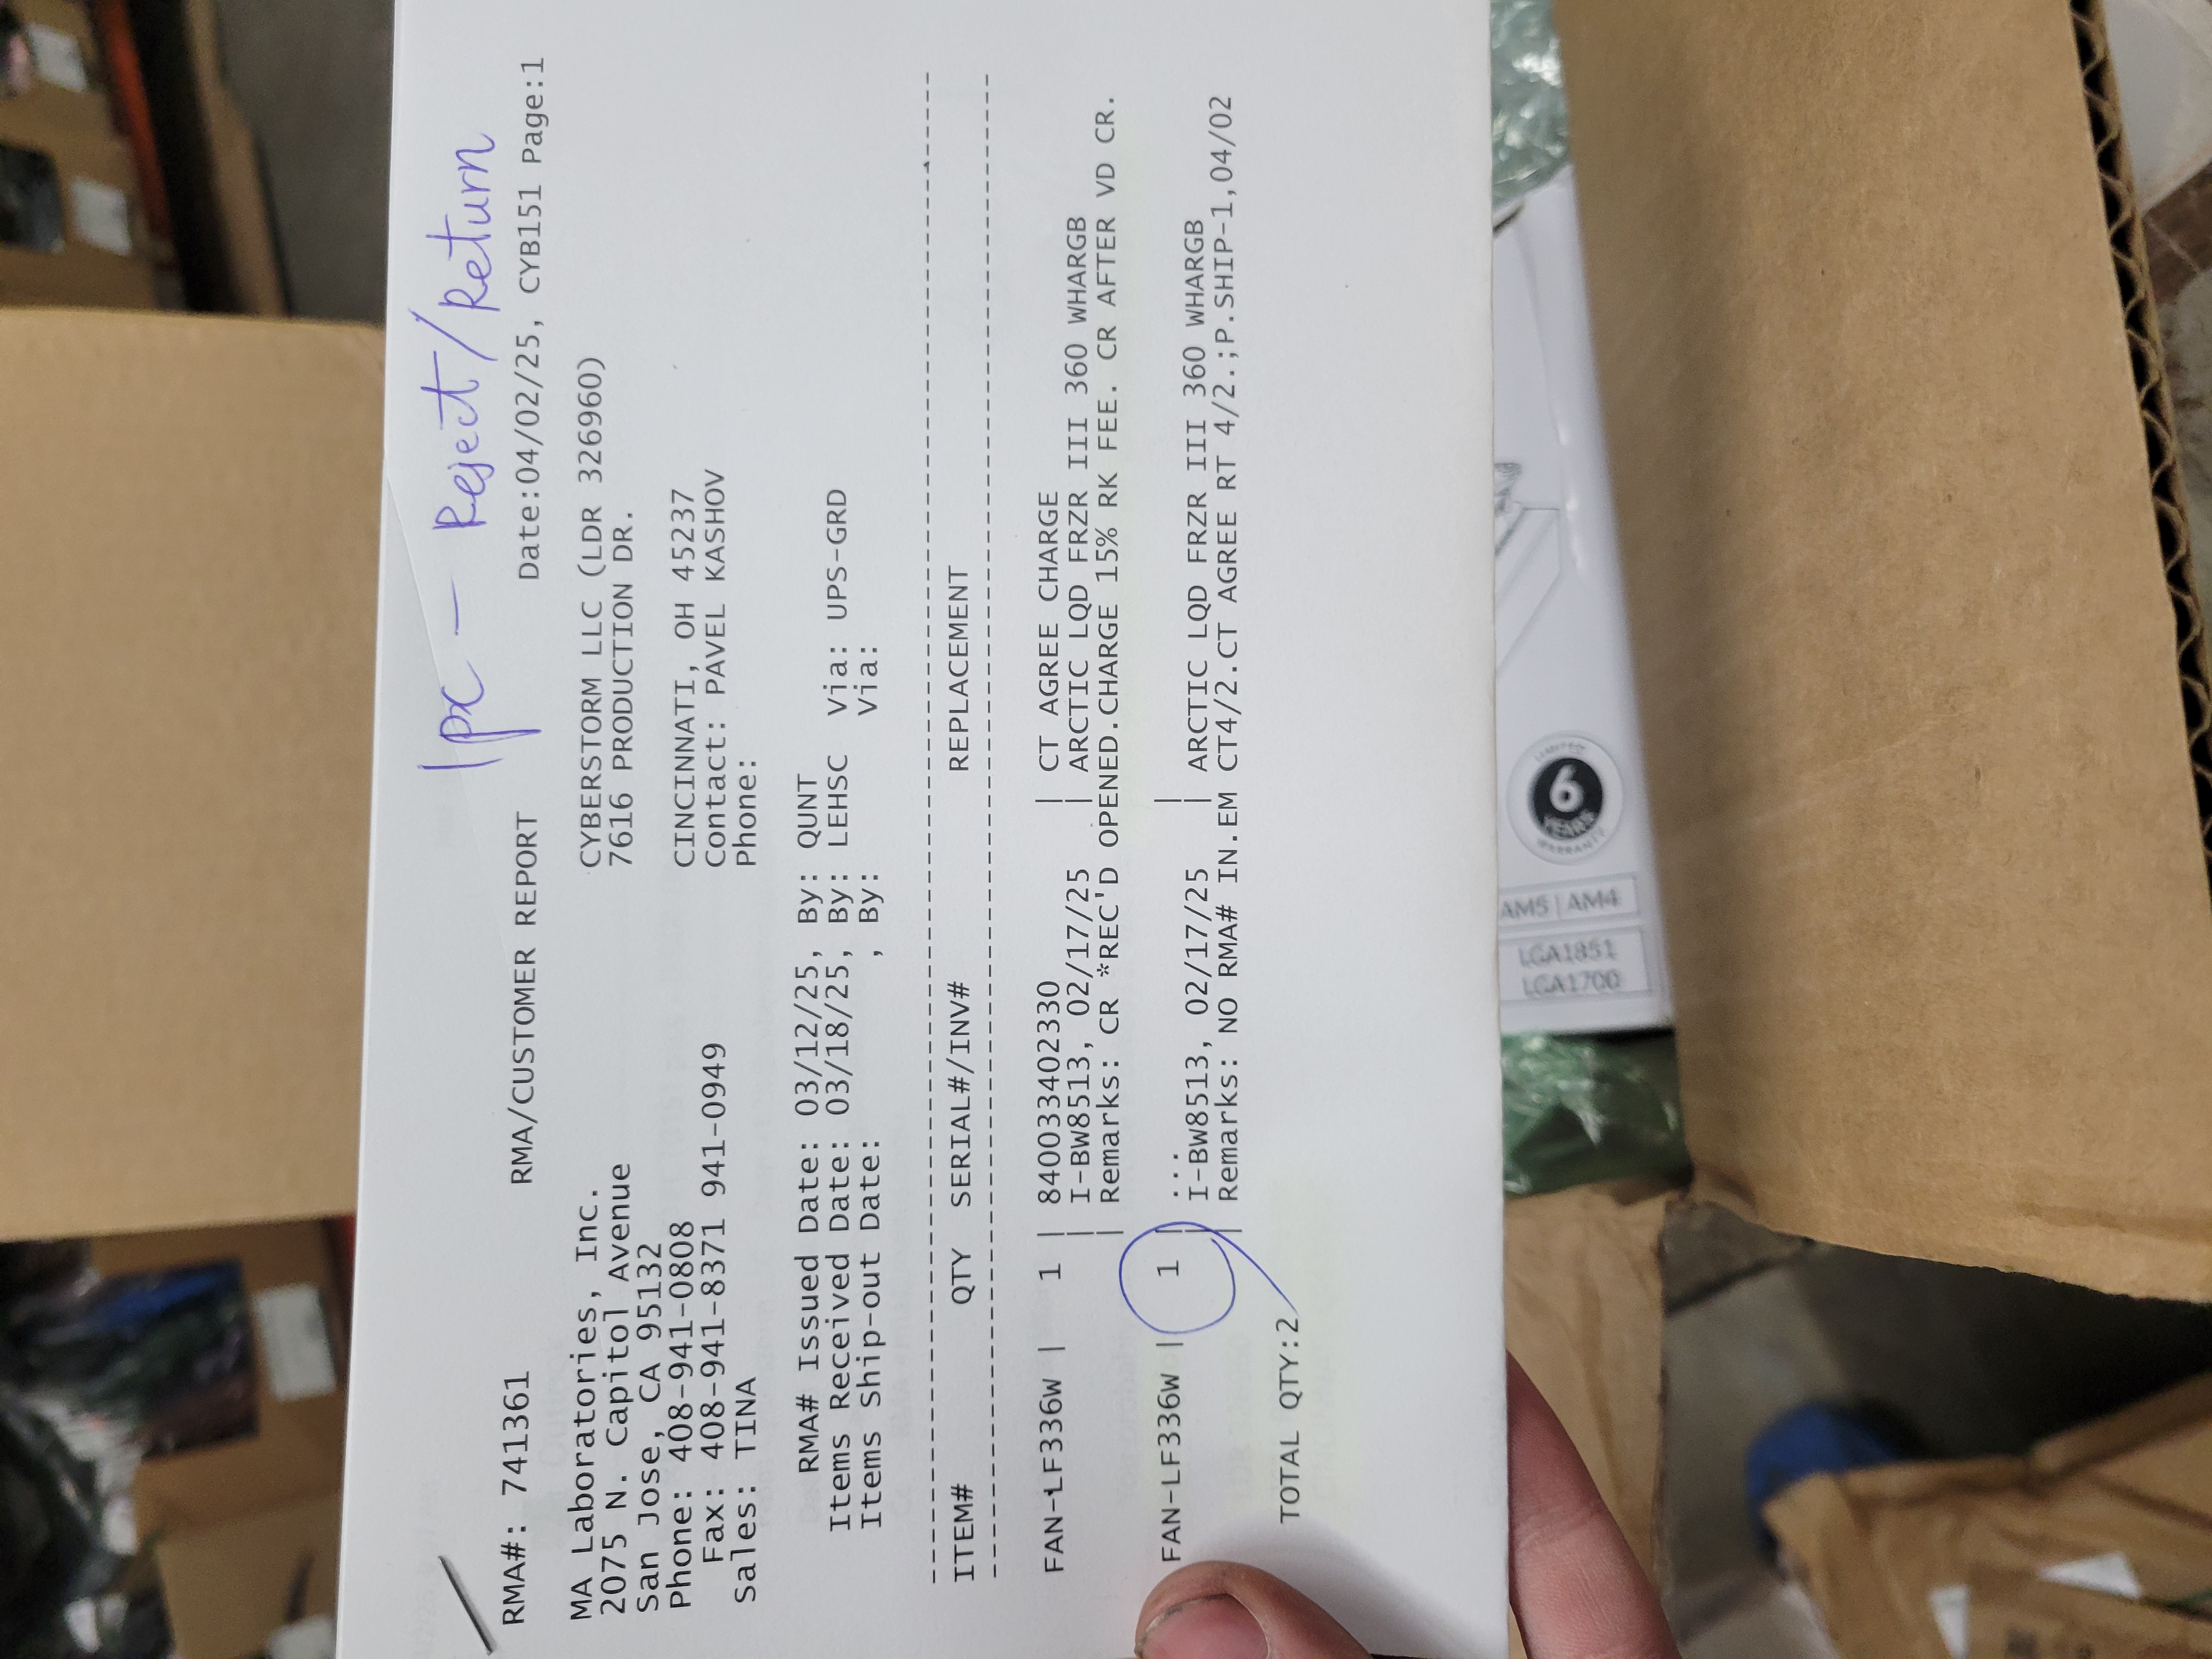 1pc - Reject/Return
RMA#: 741361 RMA/CUSTOMER REPORT Date:04/02/25, CYB151 Page:1
MA Laboratories, Inc. CYBERSTORM LLC (LDR 326960)
2075 N. Capitol Avenue 7616 PRODUCTION DR.
San Jose, CA 95132
Phone: 408-941-0808 CINCINNATI, OH 45237
Fax: 408-941-8371 941-0949 Contact: PAVEL KASHOV
Sales: TINA Phone:
RMA# Issued Date: 03/12/25, By: QUNT
Items Received Date: 03/18/25, By: LEHSC Via: UPS-GRD
Items Ship-out Date: , By: Via:
ITEM# QTY SERIAL#/INV# REPLACEMENT
FAN-LF336W | 1 | 84003340233​0 | CT AGREE CHARGE
| I-BW8513, 02/17/25 | ARCTIC LQD FRZR III 360 WHARGB
| Remarks: CR *REC'D OPENED.CHARGE 15% RK FEE. CR AFTER VD CR.
FAN-LF336W | 1 | ... |
| I-BW8513, 02/17/25 | ARCTIC LQD FRZR III 360 WHARGB
| Remarks: NO RMA# IN.EM CT4/2.CT AGREE RT 4/2.;P.SHIP-1,04/02
TOTAL QTY:2
LIMITED
6
YEARS
WARRANTY
AM5 | AM4
LGA1851
LGA1700